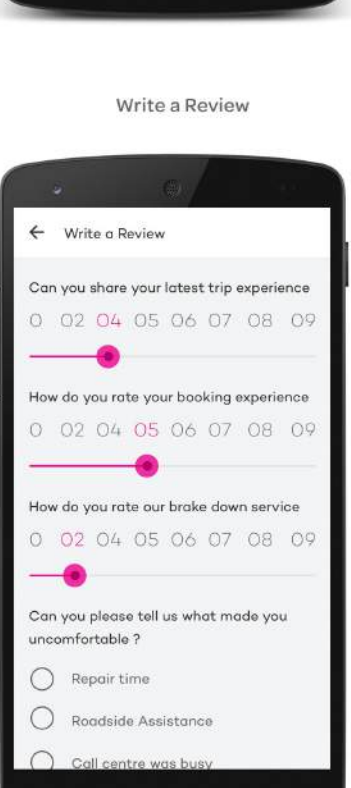 Write a Review
Write a Review
Can you share your latest trip experience
0 02 04 05 06 07 08 09
How do you rate your booking experience
0 02 04 05 06 07 08 09
How do you rate our brake down service
0 02 04 05 06 07 08 09
Can you please tell us what made you
uncomfortable ?
Repair time
Roadside Assistance
Call centre was busy